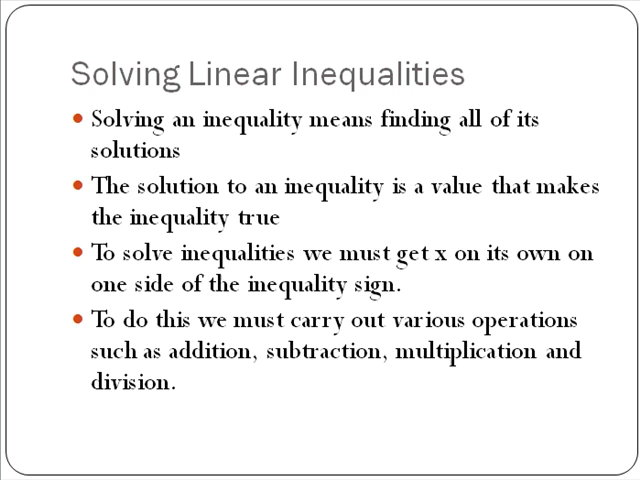 Solving Linear Inequalities
• Solving an inequality means finding all of its
solutions
• The solution to an inequality is a value that makes
the inequality true
• To solve inequalities we must get x on its own on
one side of the inequality sign.
• To do this we must carry out various operations
such as addition, subtraction, multiplication and
division.